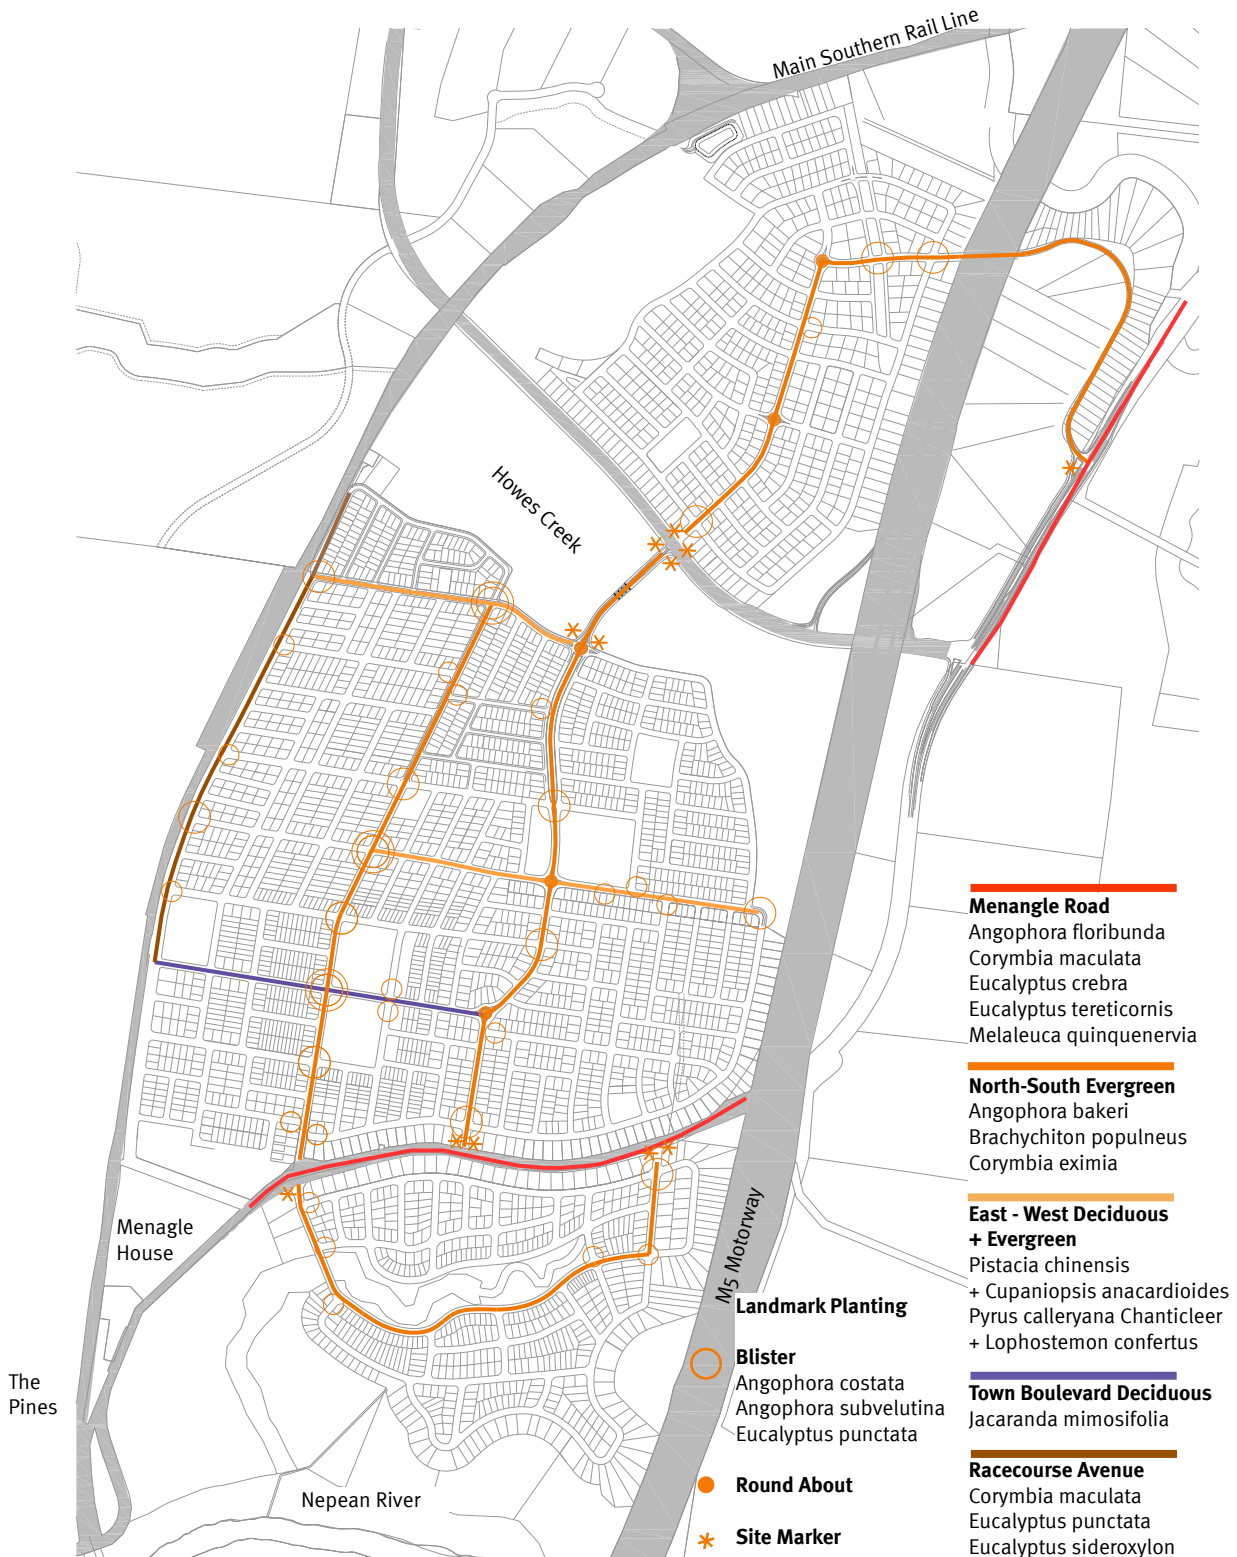 Main Southern Rail Line
Howes Creek
Menangle Road
Angophora floribunda
Corymbia maculata
Eucalyptus crebra
Eucalyptus tereticornis
Melaleuca quinquenervia
North-South Evergreen
Angophora bakeri
Brachychiton populneus
Corymbia eximia
East - West Deciduous
+ Evergreen
Pistacia chinensis
+ Cupaniopsis anacardioides
Pyrus calleryana Chanticleer
+ Lophostemon confertus
Town Boulevard Deciduous
Jacaranda mimosifolia
Racecourse Avenue
Corymbia maculata
Eucalyptus punctata
Eucalyptus sideroxylon
Menagle
House
M5 Motorway
Landmark Planting
Blister
Angophora costata
Angophora subvelutina
Eucalyptus punctata
Round About
Site Marker
The
Pines
Nepean River